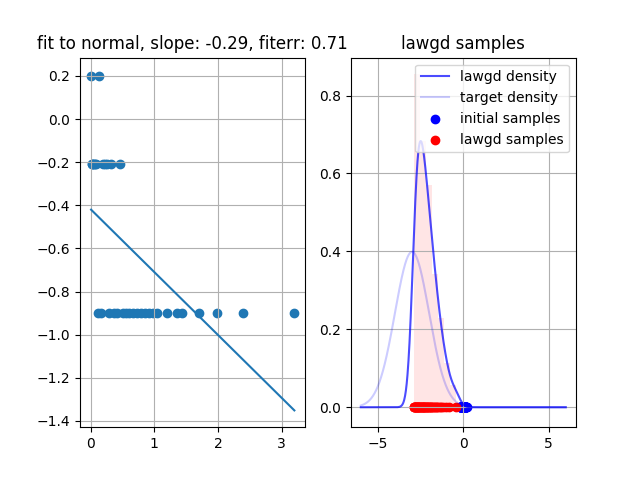 fit to normal, slope: -0.29, fiterr: 0.71
0.2
0.0
−0.2
−0.4
−0.6
−0.8
−1.0
−1.2
−1.4
0 1 2 3
lawgd samples
lawgd density
target density
initial samples
lawgd samples
0.8
0.6
0.4
0.2
0.0
−5 0 5